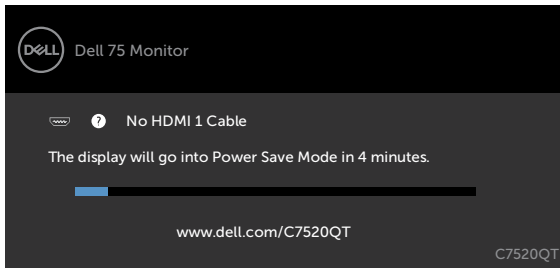 DELL
Dell 75 Monitor
? No HDMI 1 Cable
The display will go into Power Save Mode in 4 minutes.
www.dell.com/C7520QT
C7520QT